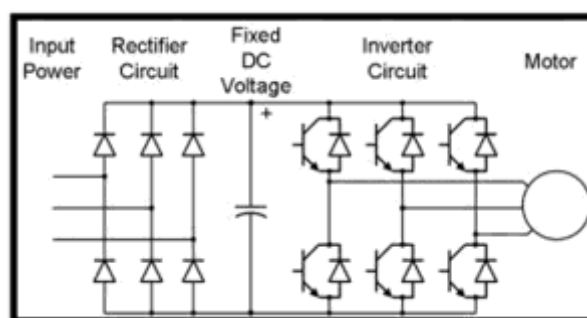 Input
Power
Rectifier
Circuit
Fixed
DC
Voltage
+
Inverter
Circuit
Motor